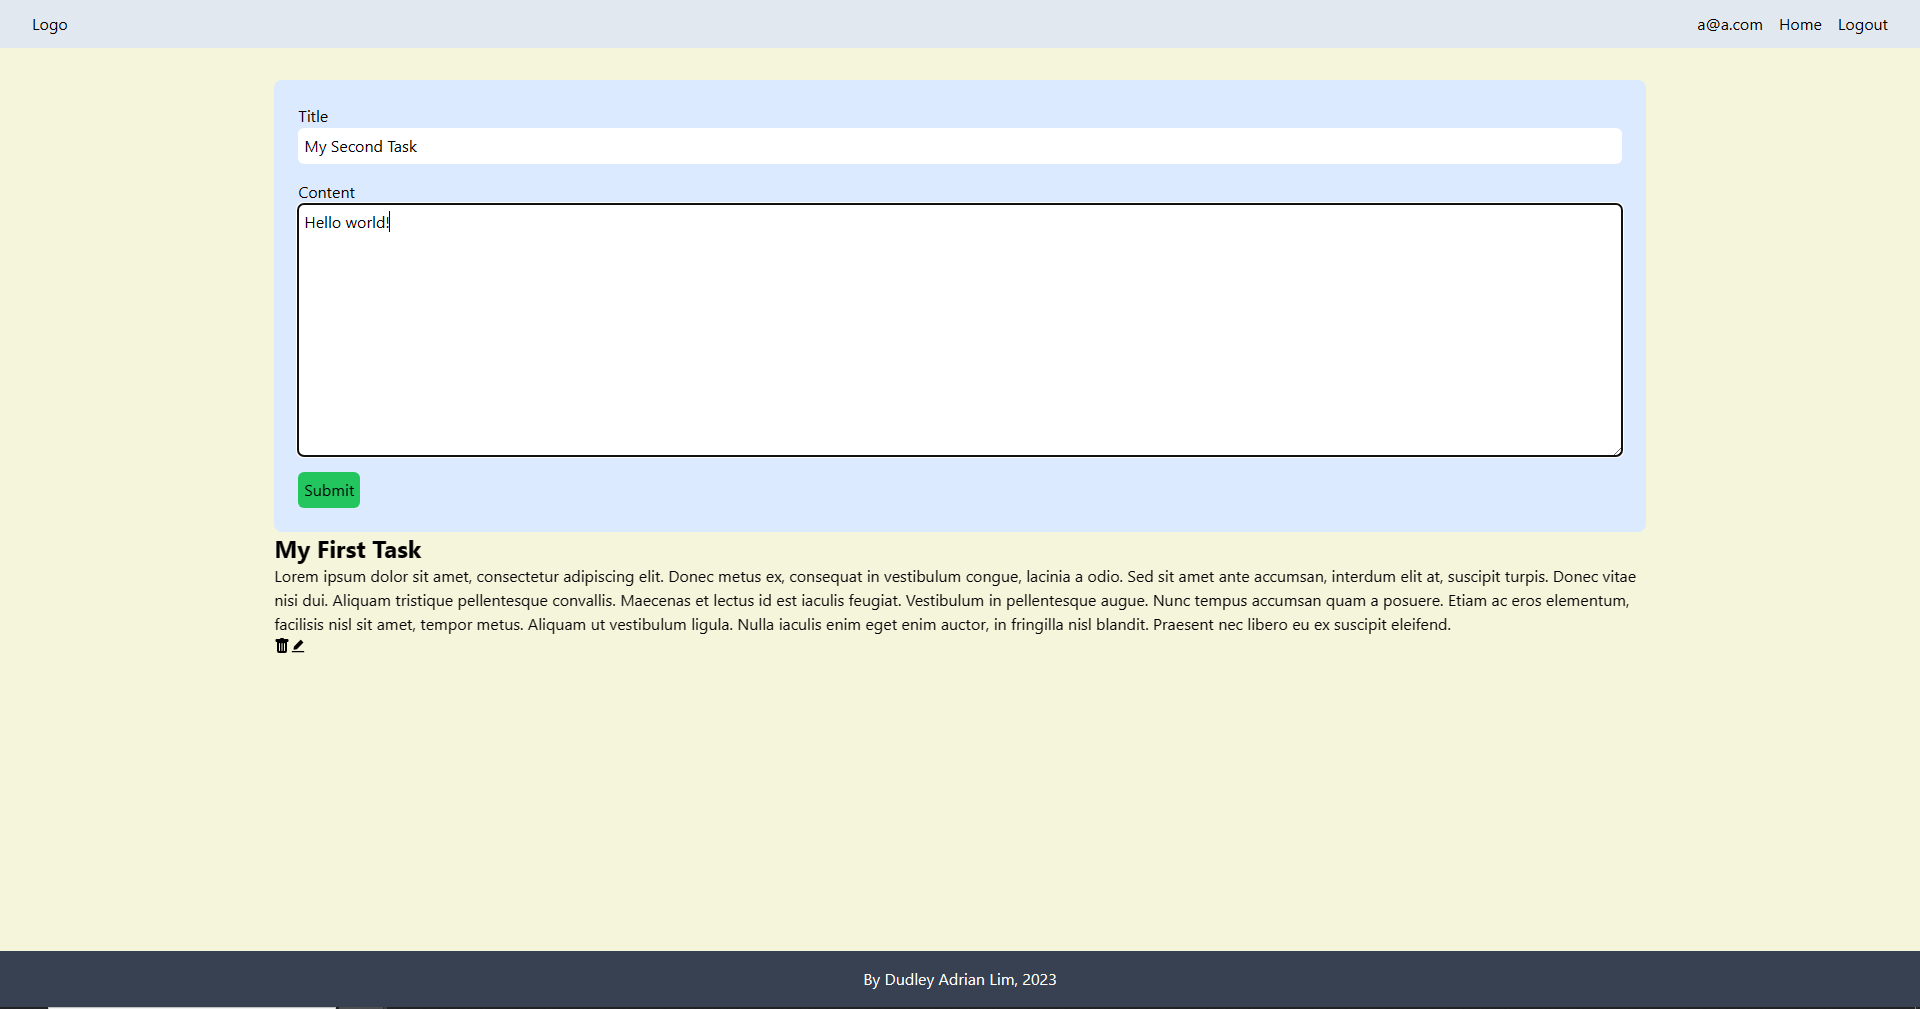 Logo
a@a.com Home Logout
Title
My Second Task
Content
Hello world!
Submit
My First Task
Lorem ipsum dolor sit amet, consectetur adipiscing elit. Donec metus ex, consequat in vestibulum congue, lacinia a odio. Sed sit amet ante accumsan, interdum elit at, suscipit turpis. Donec vitae
nisi dui. Aliquam tristique pellentesque convallis. Maecenas et lectus id est iaculis feugiat. Vestibulum in pellentesque augue. Nunc tempus accumsan quam a posuere. Etiam ac eros elementum,
facilisis nisl sit amet, tempor metus. Aliquam ut vestibulum ligula. Nulla iaculis enim eget enim auctor, in fringilla nisl blandit. Praesent nec libero eu ex suscipit eleifend.
By Dudley Adrian Lim, 2023